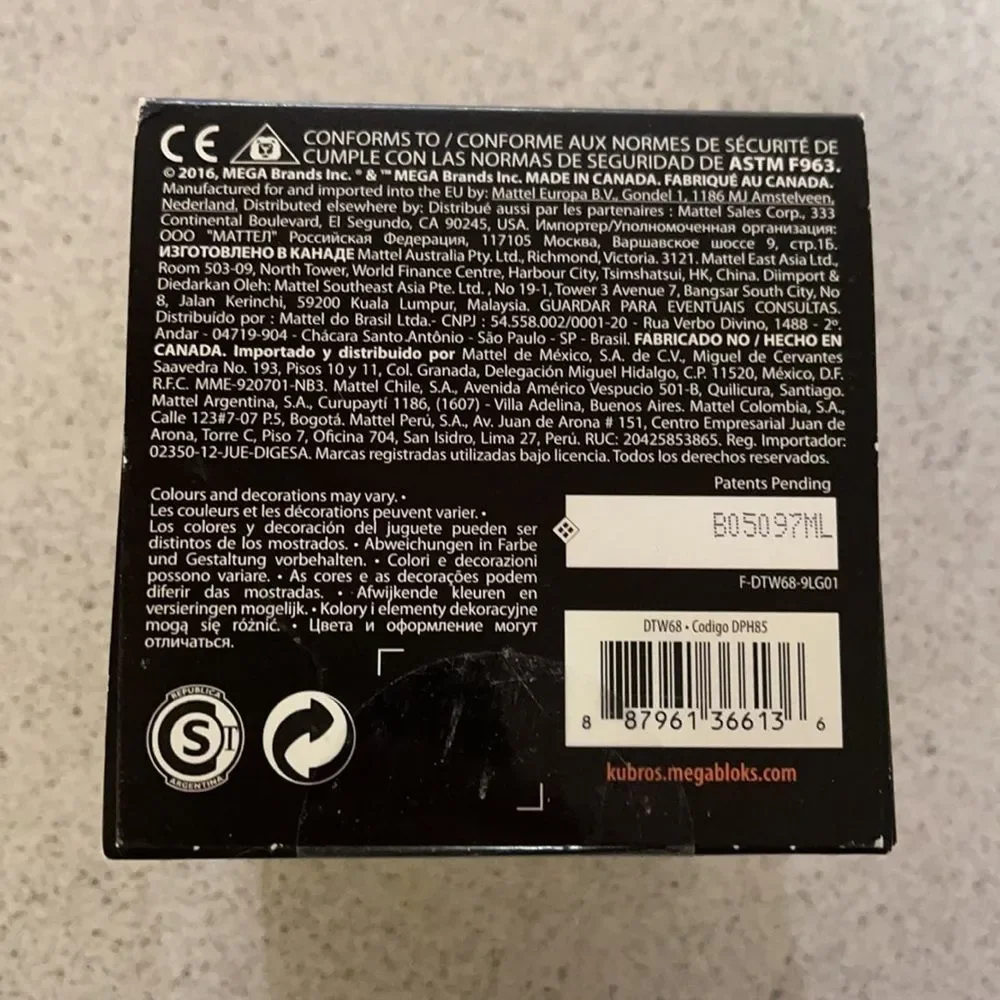 CE
CONFORMS TO / CONFORME AUX NORMES DE SÉCURITÉ DE
CUMPLE CON LAS NORMAS DE SEGURIDAD DE ASTM F963.
© 2016, MEGA Brands Inc. ® & ™ MEGA Brands Inc. MADE IN CANADA. FABRIQUÉ AU CANADA.
Manufactured for and imported into the EU by: Mattel Europa B.V., Gondel 1, 1186 MJ Amstelveen,
Nederland. Distributed elsewhere by: Distribué aussi par les partenaires : Mattel Sales Corp., 333
Continental Boulevard, El Segundo, CA 90245, USA. Импортер/Уполномоченная организация:
ООО "МАТТЕЛ" Российская Федерация, 117105 Москва, Варшавское шоссе 9, стр.1Б.
ИЗГОТОВЛЕНО В КАНАДЕ Mattel Australia Pty. Ltd., Richmond, Victoria. 3121. Mattel East Asia Ltd.,
Room 503-09, North Tower, World Finance Centre, Harbour City, Tsimshatsui, HK, China. Diimport &
Diedarkan Oleh: Mattel Southeast Asia Pte. Ltd. , No 19-1, Tower 3 Avenue 7, Bangsar South City, No
8, Jalan Kerinchi, 59200 Kuala Lumpur, Malaysia. GUARDAR PARA EVENTUAIS CONSULTAS.
Distribuído por : Mattel do Brasil Ltda.- CNPJ : 54.558.002/0001-20 - Rua Verbo Divino, 1488 - 2º.
Andar - 04719-904 - Chácara Santo Antônio - São Paulo - SP - Brasil. FABRICADO NO / HECHO EN
CANADA. Importado y distribuido por Mattel de México, S.A. de C.V., Miguel de Cervantes
Saavedra No. 193, Pisos 10 y 11, Col. Granada, Delegación Miguel Hidalgo, C.P. 11520, México, D.F.
R.F.C. MME-920701-NB3. Mattel Chile, S.A., Avenida Américo Vespucio 501-B, Quilicura, Santiago.
Mattel Argentina, S.A., Curupaytí 1186, (1607) - Villa Adelina, Buenos Aires. Mattel Colombia, S.A.,
Calle 123#7-07 P.5, Bogotá. Mattel Perú, S.A., Av. Juan de Arona # 151, Centro Empresarial Juan de
Arona, Torre C, Piso 7, Oficina 704, San Isidro, Lima 27, Perú. RUC: 20425853865. Reg. Importador:
02350-12-JUE-DIGESA. Marcas registradas utilizadas bajo licencia. Todos los derechos reservados.
Patents Pending
Colours and decorations may vary. •
Les couleurs et les décorations peuvent varier. •
Los colores y decoración del juguete pueden ser
distintos de los mostrados. • Abweichungen in Farbe
und Gestaltung vorbehalten. • Colori e decorazioni
possono variare. • As cores e as decorações podem
diferir das mostradas. • Afwijkende kleuren en
versieringen mogelijk. • Kolory i elementy dekoracyjne
mogą się różnić. • Цвета и оформление могут
отличаться.
B05097ML
F-DTW68-9LG01
DTW68 • Codigo DPH85
8 87961 36613 6
kubros.megabloks.com
REPUBLICA
S T
ARGENTINA